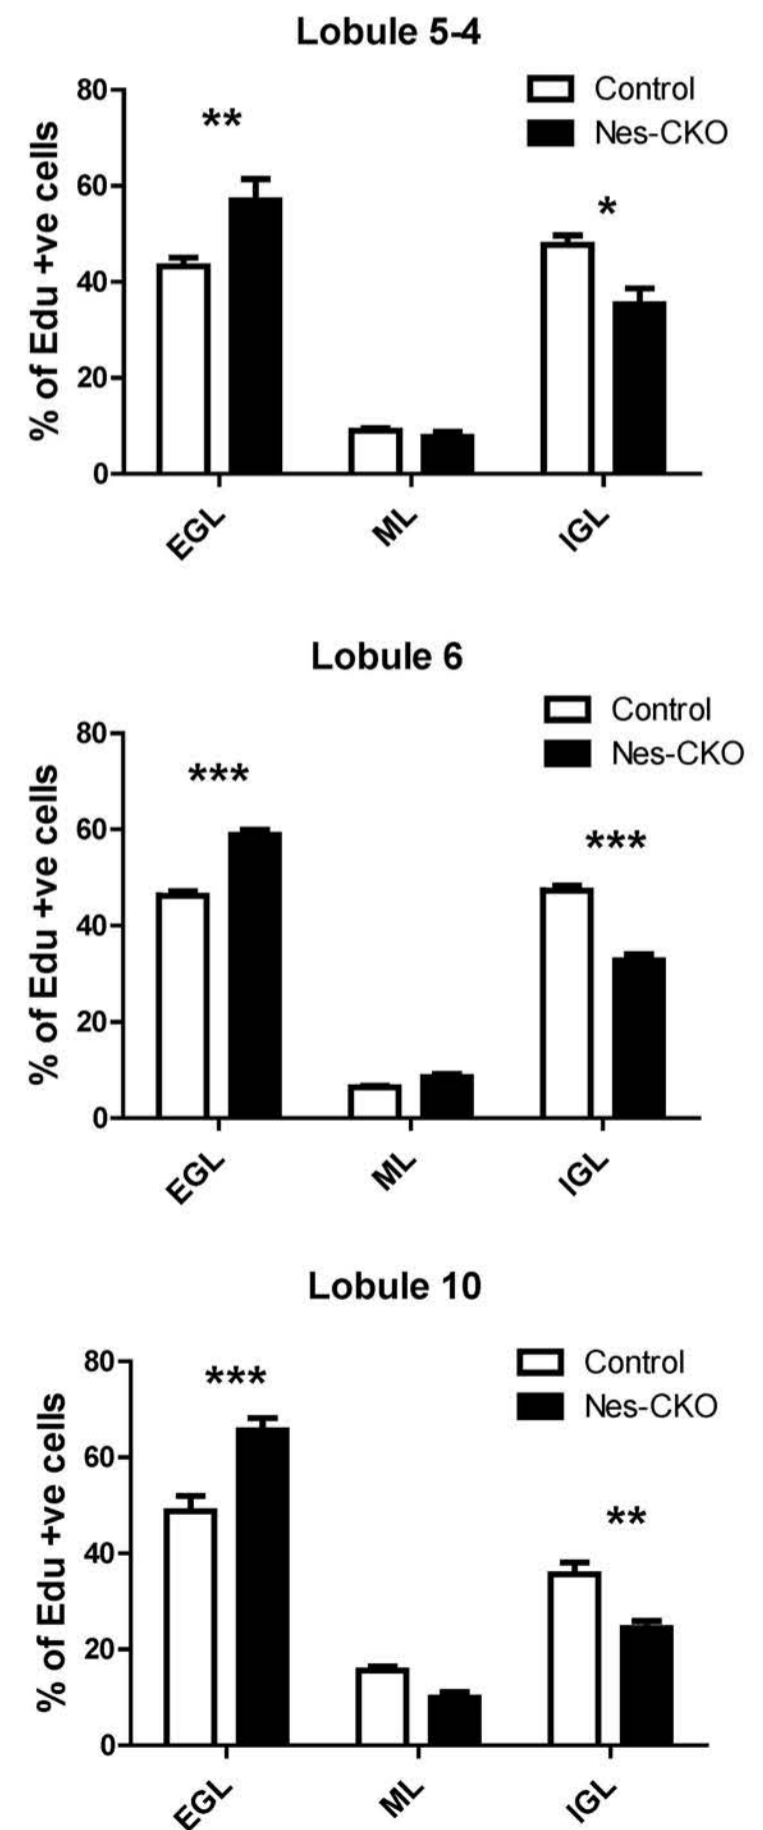 Lobule 5-4
Control
Nes-CKO
% of Edu +ve cells
80
60
40
20
0
**
*
EGL
ML
IGL
Lobule 6
Control
Nes-CKO
% of Edu +ve cells
80
60
40
20
0
***
***
EGL
ML
IGL
Lobule 10
Control
Nes-CKO
% of Edu +ve cells
80
60
40
20
0
***
**
EGL
ML
IGL